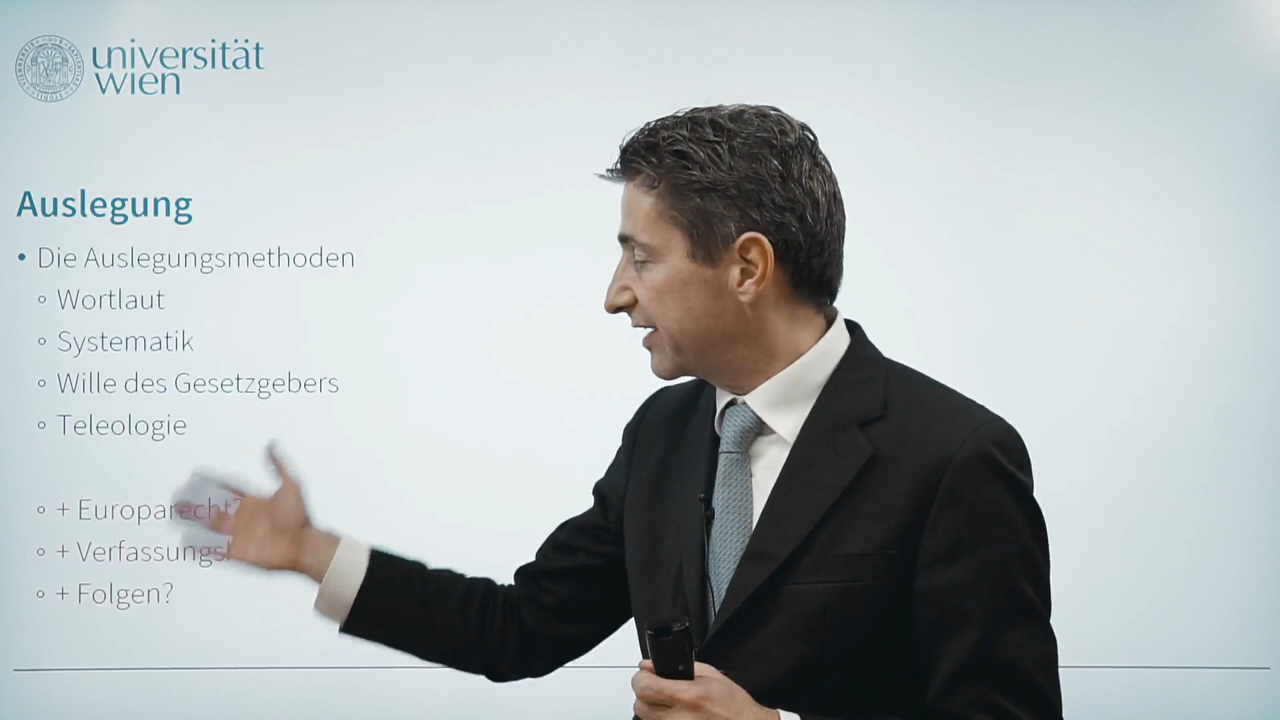 universität
wien
Auslegung
• Die Auslegungsmethoden
◦ Wortlaut
◦ Systematik
◦ Wille des Gesetzgebers
◦ Teleologie
◦ + Europarecht?
◦ +
◦ + Folgen?